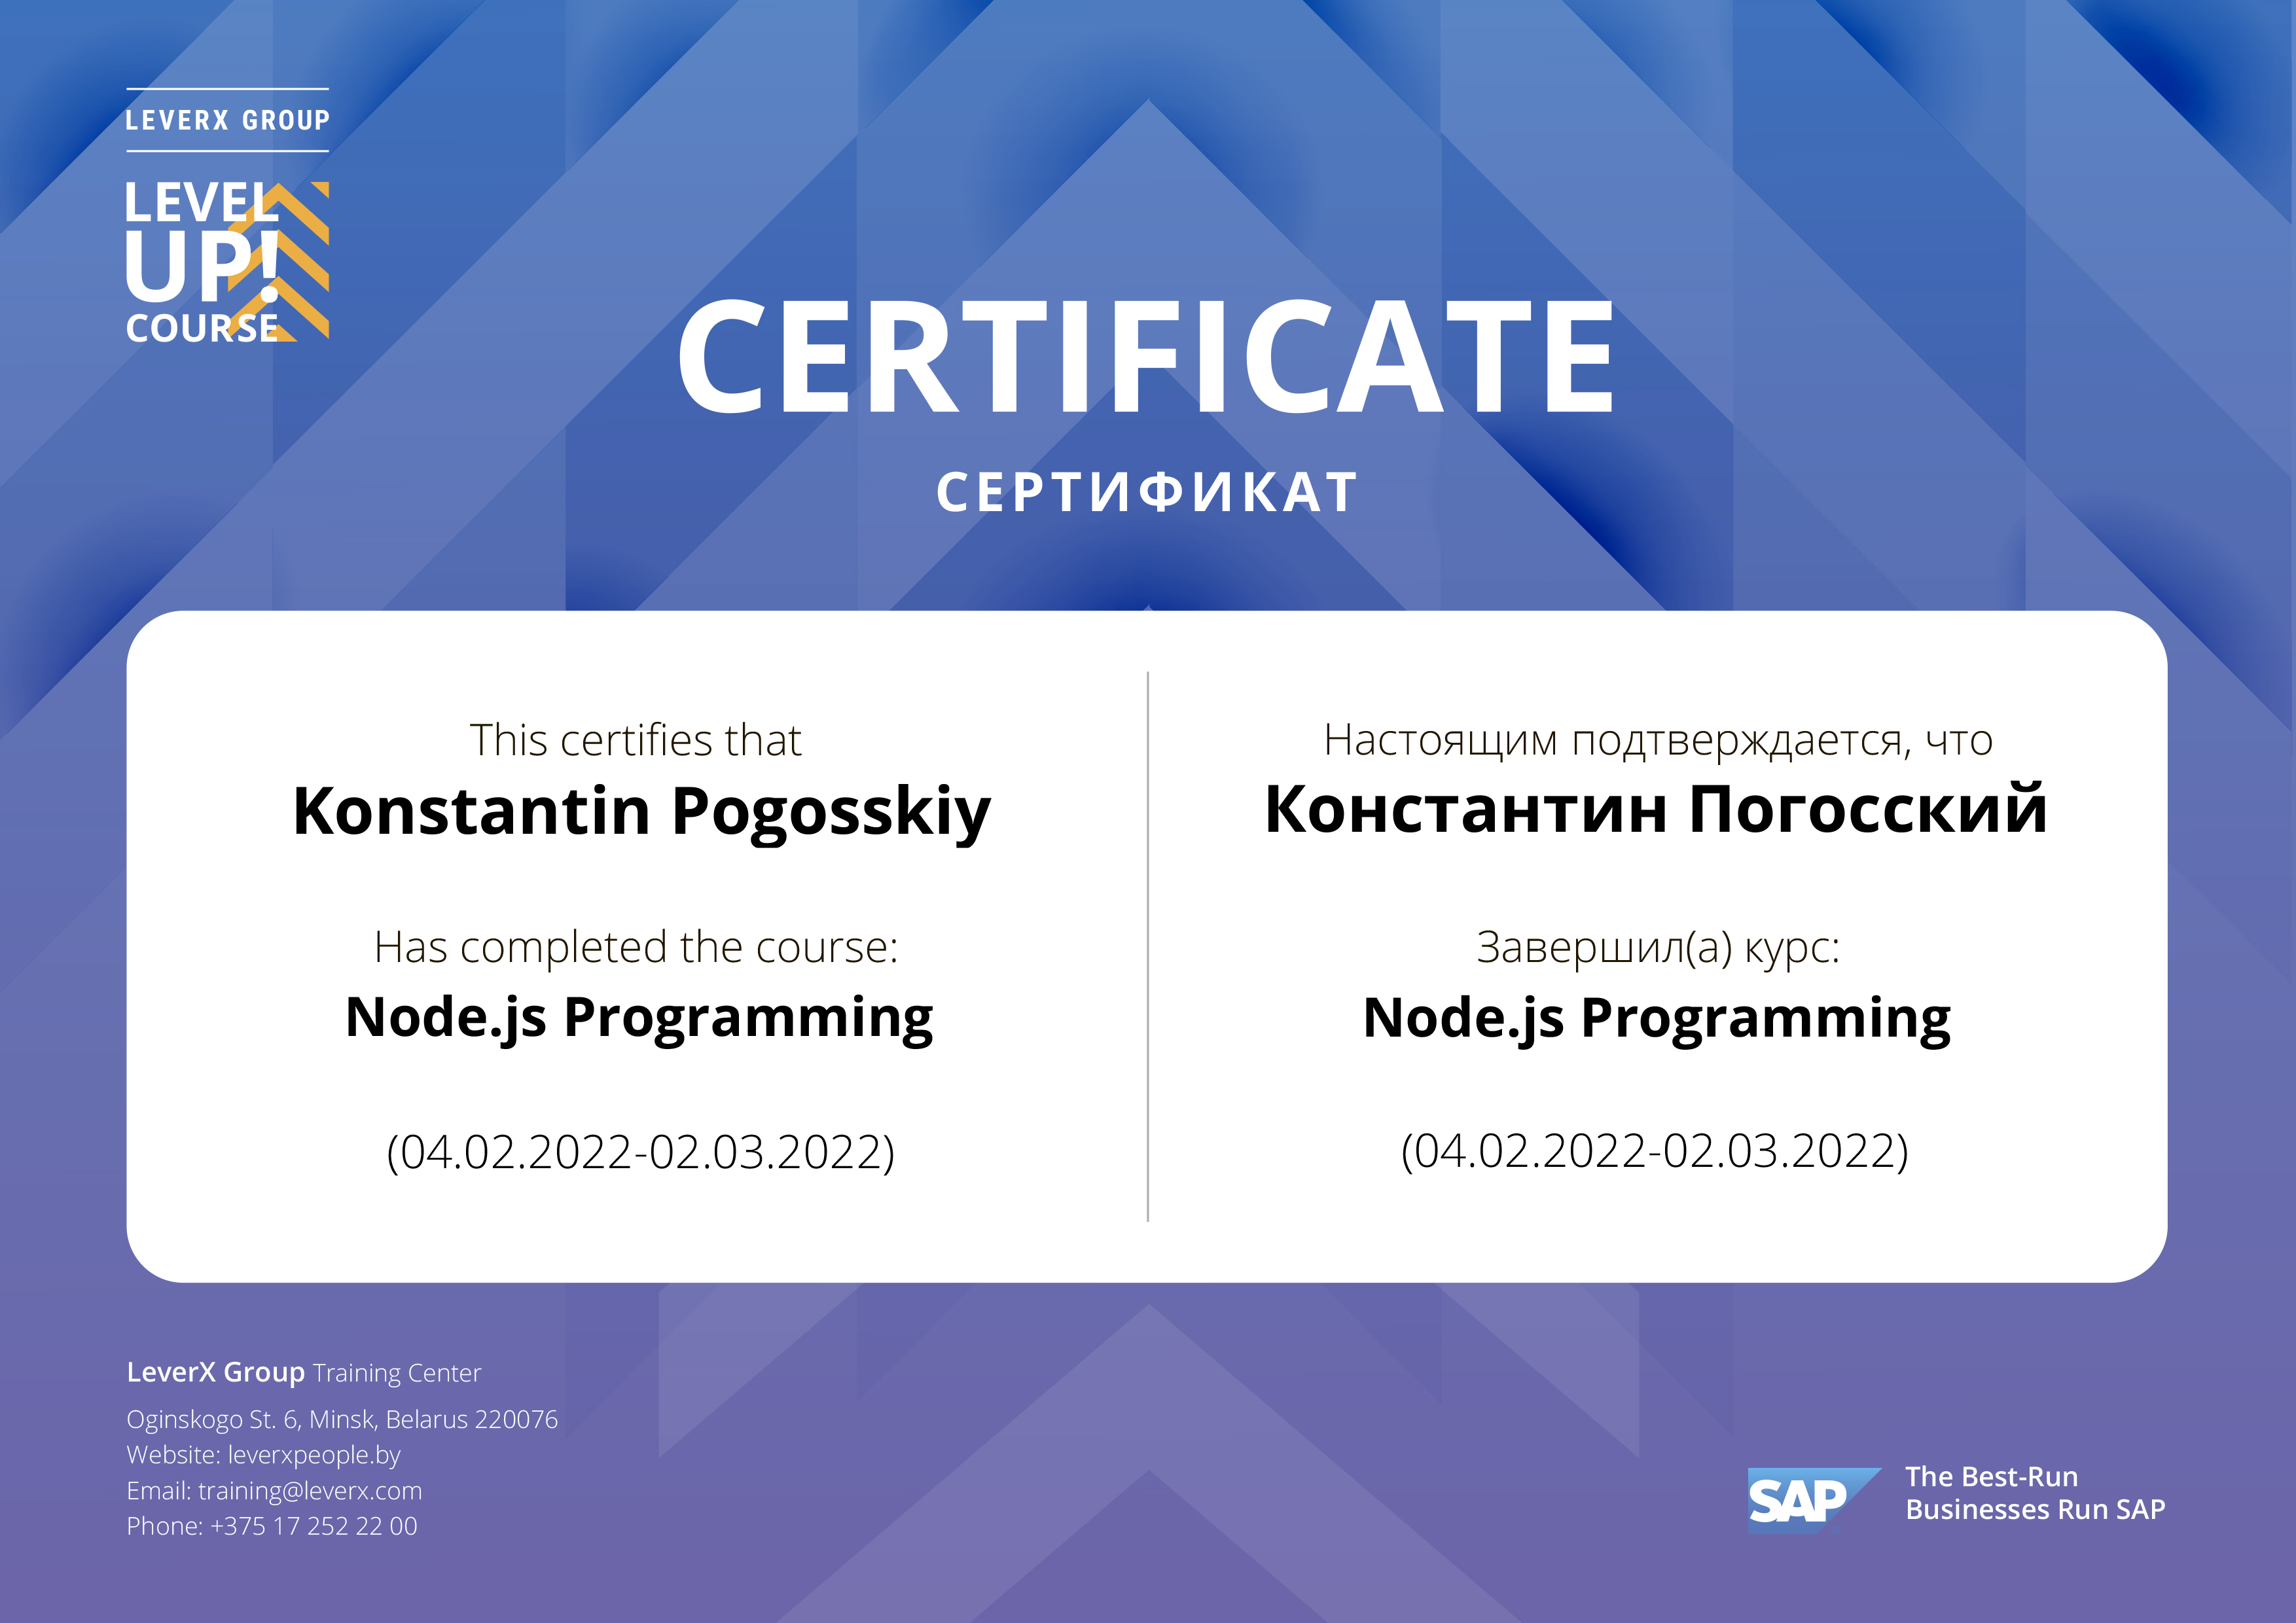 LEVERX GROUP
LEVEL
UP!
COURSE
CERTIFICATE
СЕРТИФИКАТ
This certifies that
Konstantin Pogosskiy
Has completed the course:
Node.js Programming
(04.02.2022-02.03.2022)
Настоящим подтверждается, что
Константин Погосский
Завершил(а) курс:
Node.js Programming
(04.02.2022-02.03.2022)
LeverX Group Training Center
Oginskogo St. 6, Minsk, Belarus 220076
Website: leverxpeople.by
Email: training@leverx.com
Phone: +375 17 252 22 00
SAP
The Best-Run
Businesses Run SAP